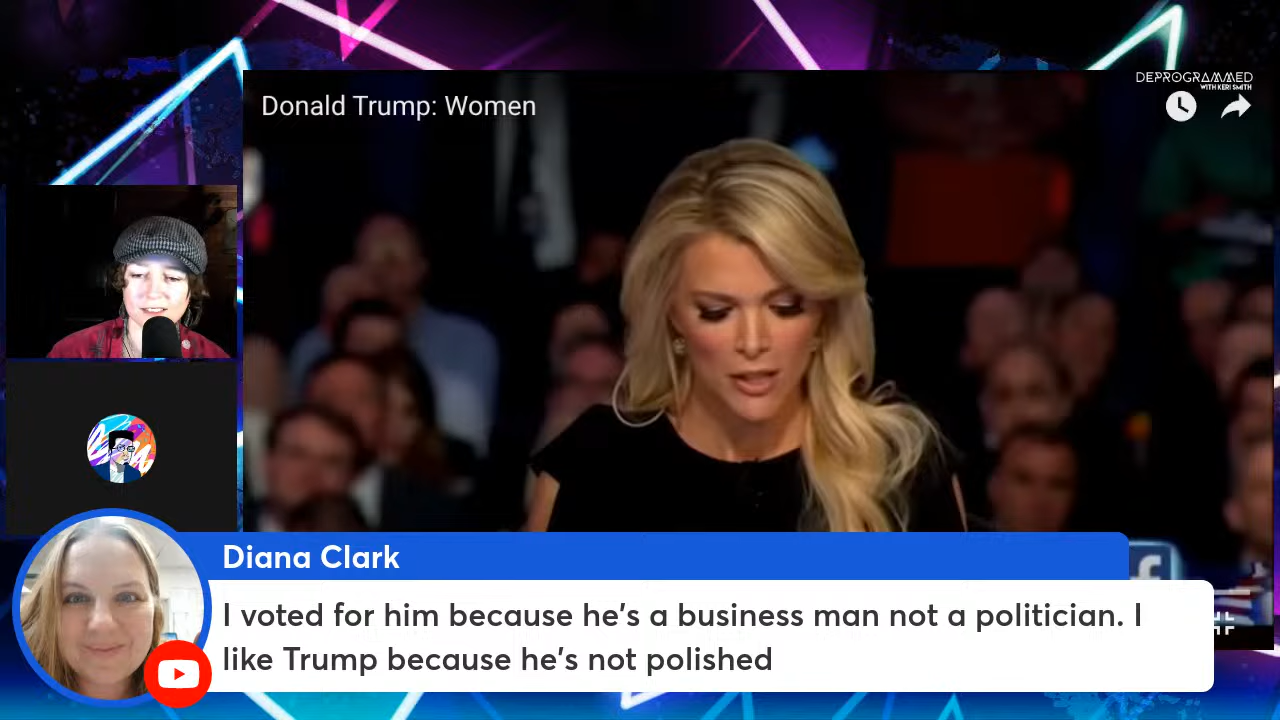 DEPROGRAMMED
WITH KERI SMITH
Donald Trump: Women
Diana Clark
I voted for him because he's a business man not a politician. I
like Trump because he's not polished